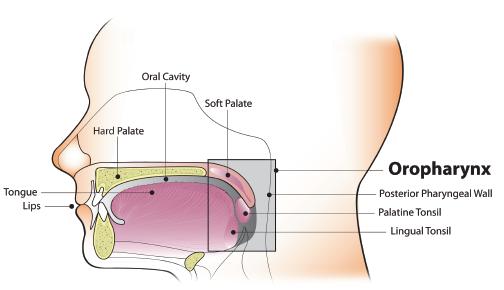 Oral Cavity
Soft Palate
Hard Palate
Oropharynx
Tongue
Posterior Pharyngeal Wall
Lips
Palatine Tonsil
Lingual Tonsil